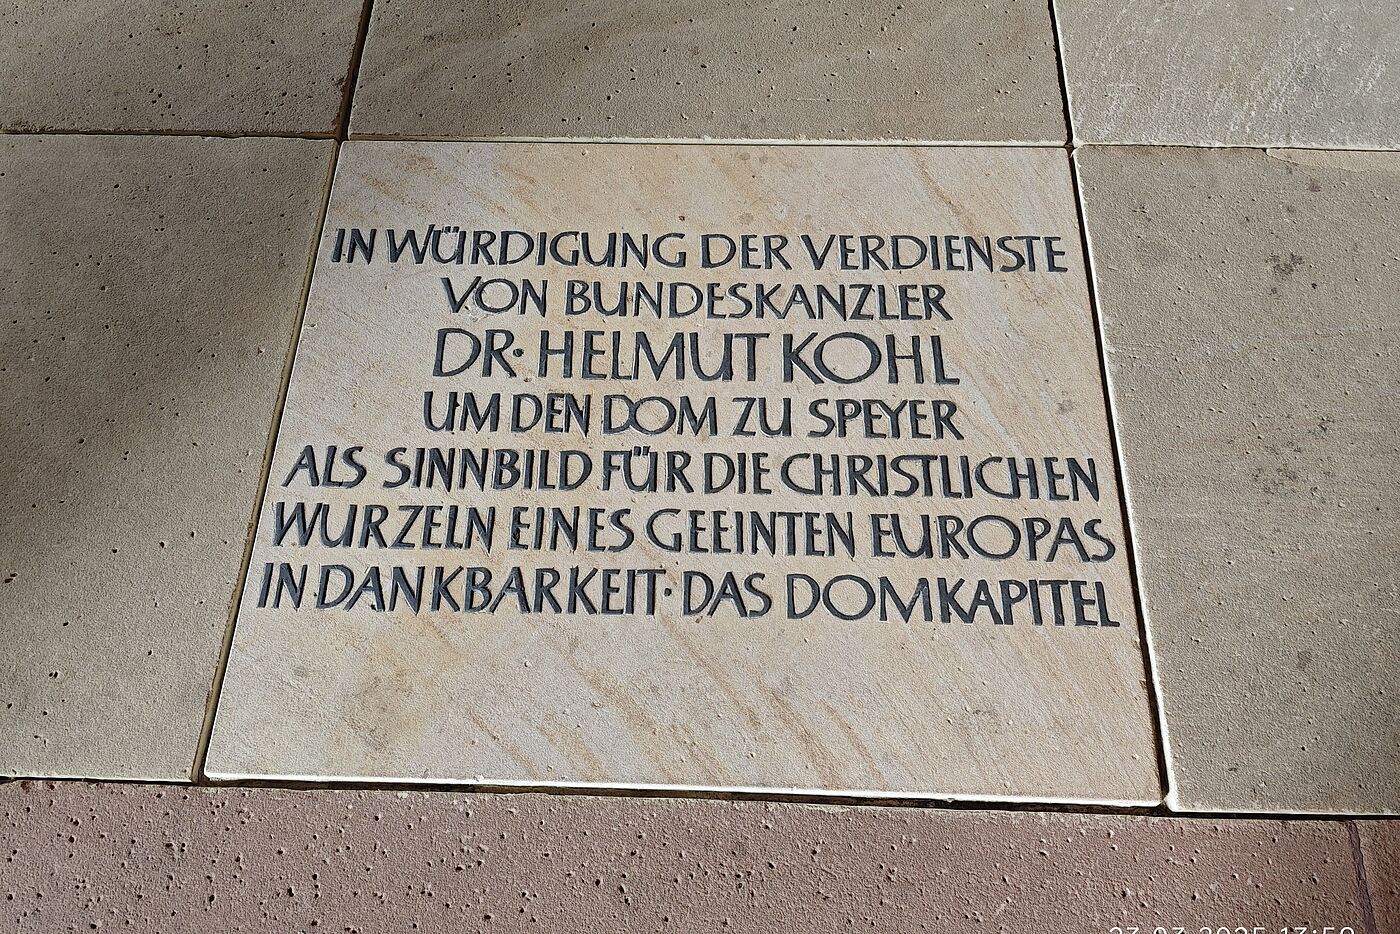 IN WÜRDIGUNG DER VERDIENSTE
VON BUNDESKANZLER
DR· HELMUT KOHL
UM DEN DOM ZU SPEYER
ALS SINNBILD FÜR DIE CHRISTLICHEN
WURZELN EINES GEEINTEN EUROPAS
IN DANKBARKEIT· DAS DOMKAPITEL